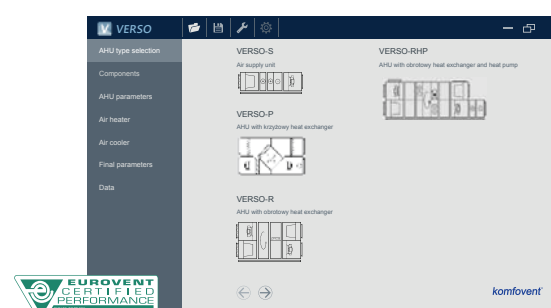 V VERSO
AHU type selection
Components
AHU parameters
Air heater
Air cooler
Final parameters
Data
VERSO-S
Air supply unit
VERSO-P
AHU with krzyżowy heat exchanger
VERSO-R
AHU with obrotowy heat exchanger
VERSO-RHP
AHU with obrotowy heat exchanger and heat pump
EUROVENT
CERTIFIED
PERFORMANCE
komfovent